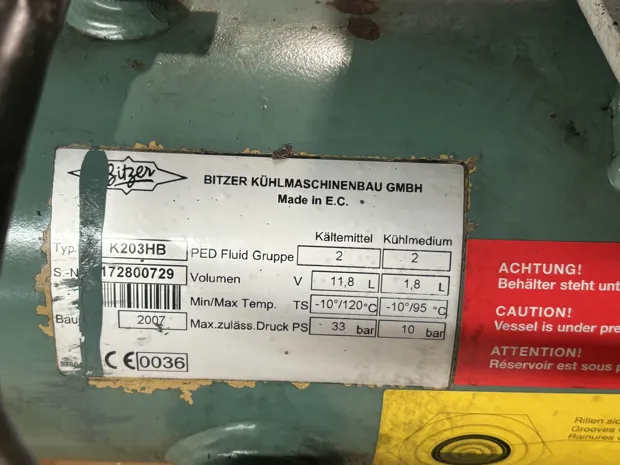 Bitzer
BITZER KÜHLMASCHINENBAU GMBH
Made in E.C.
Kältemittel Kühlmedium
Typ K203HB PED Fluid Gruppe 2 2
S.-N 172800729 Volumen V 11,8 L 1,8 L
Min/Max Temp. TS -10°/120°C -10°/95 °C
Bau 2007 Max.zuläss.Druck PS 33 bar 10 bar
CE 0036
ACHTUNG!
Behälter steht unt
CAUTION!
Vessel is under pre
ATTENTION!
Réservoir est sous p
Rillen sic
Grooves
Rainures v